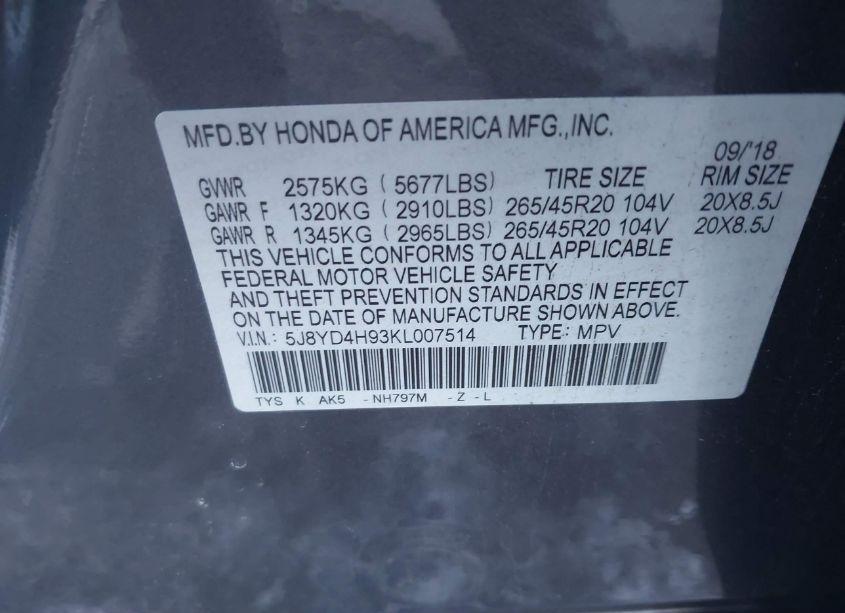 MFD.BY HONDA OF AMERICA MFG.,INC.
09/'18
GVWR 2575KG ( 5677LBS) TIRE SIZE RIM SIZE
GAWR F 1320KG ( 2910LBS) 265/45R20 104V 20X8.5J
GAWR R 1345KG ( 2965LBS) 265/45R20 104V 20X8.5J
THIS VEHICLE CONFORMS TO ALL APPLICABLE
FEDERAL MOTOR VEHICLE SAFETY
AND THEFT PREVENTION STANDARDS IN EFFECT
ON THE DATE OF MANUFACTURE SHOWN ABOVE.
V.I.N.: 5J8YD4H93KL007514 TYPE: MPV
TYS K AK5 -NH797M -Z -L